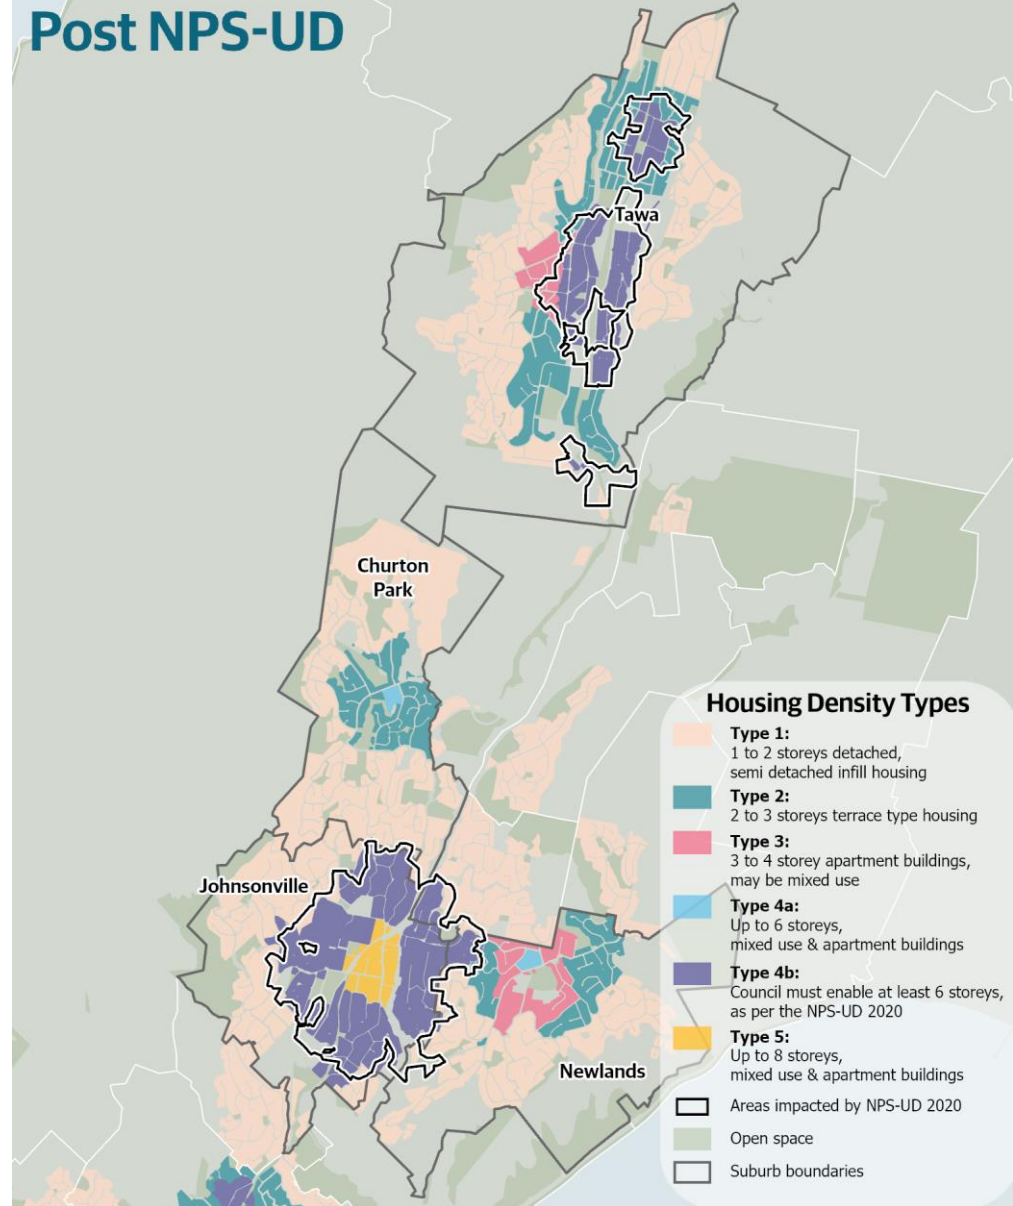 Post NPS-UD
Tawa
Churton
Park
Johnsonville
Newlands
Housing Density Types
Type 1:
1 to 2 storeys detached,
semi detached infill housing
Type 2:
2 to 3 storeys terrace type housing
Type 3:
3 to 4 storey apartment buildings,
may be mixed use
Type 4a:
Up to 6 storeys,
mixed use & apartment buildings
Type 4b:
Council must enable at least 6 storeys,
as per the NPS-UD 2020
Type 5:
Up to 8 storeys,
mixed use & apartment buildings
Areas impacted by NPS-UD 2020
Open space
Suburb boundaries